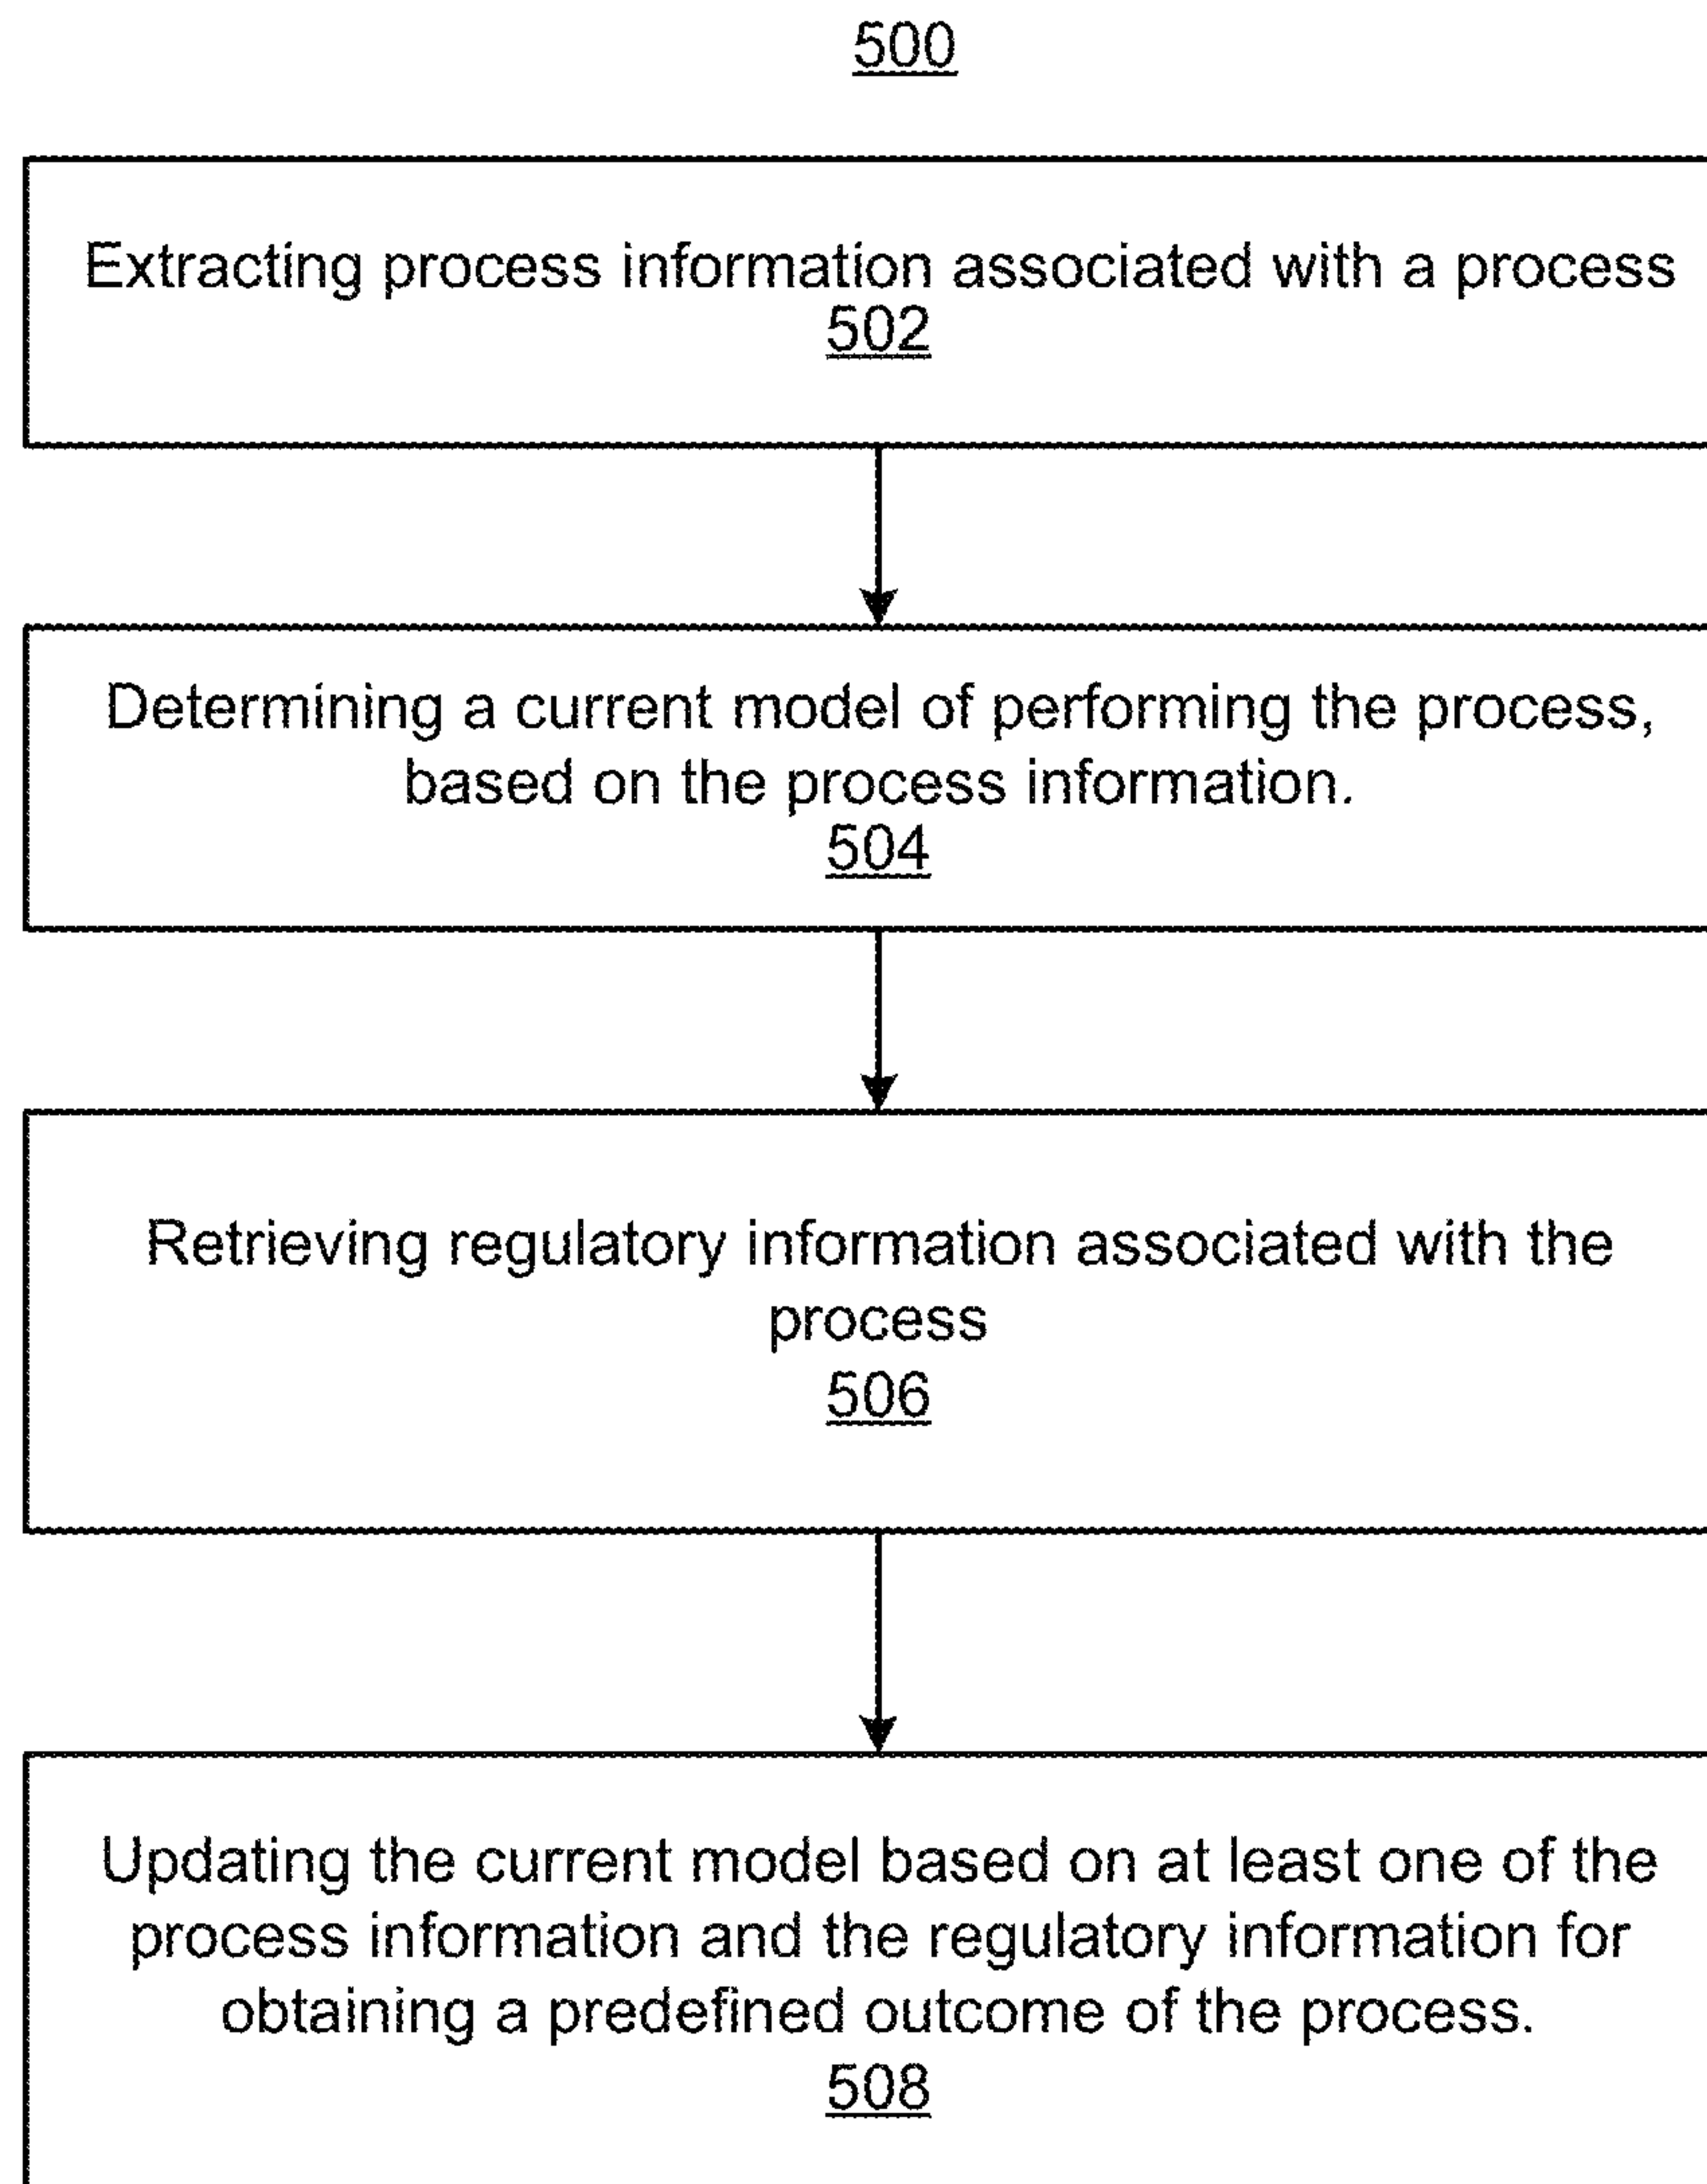 500
Extracting process information associated with a process
502
Determining a current model of performing the process,
based on the process information.
504
Retrieving regulatory information associated with the
process
506
Updating the current model based on at least one of the
process information and the regulatory information for
obtaining a predefined outcome of the process.
508